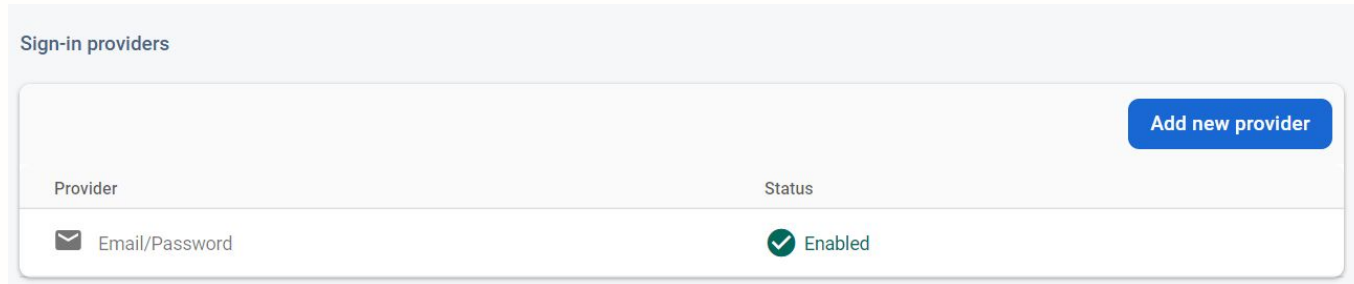 Sign-in providers
Add new provider
Provider Status
Email/Password Enabled